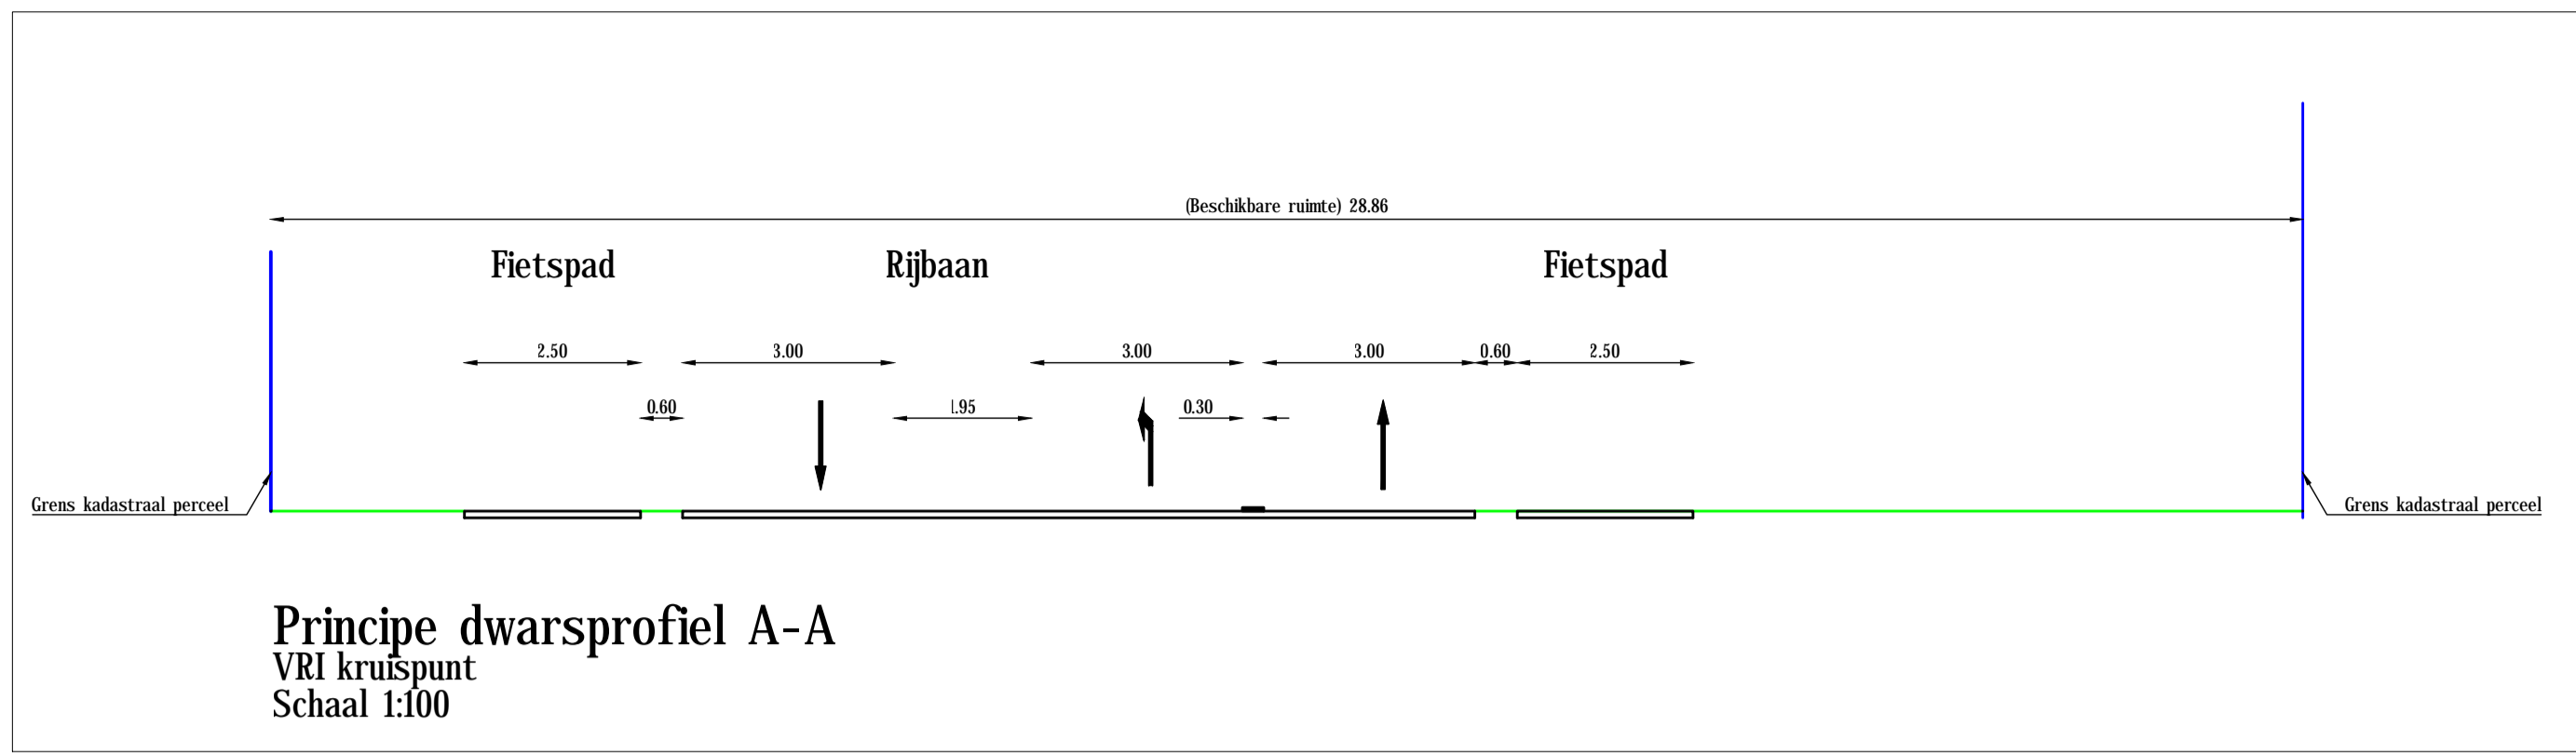 (Beschikbare ruimte) 28.86
Fietspad Rijbaan Fietspad
2.50 3.00 3.00 3.00 0.60 2.50
0.60 1.95 0.30
Grens kadastraal perceel Grens kadastraal perceel
Principe dwarsprofiel A-A
VRI kruispunt
Schaal 1:100